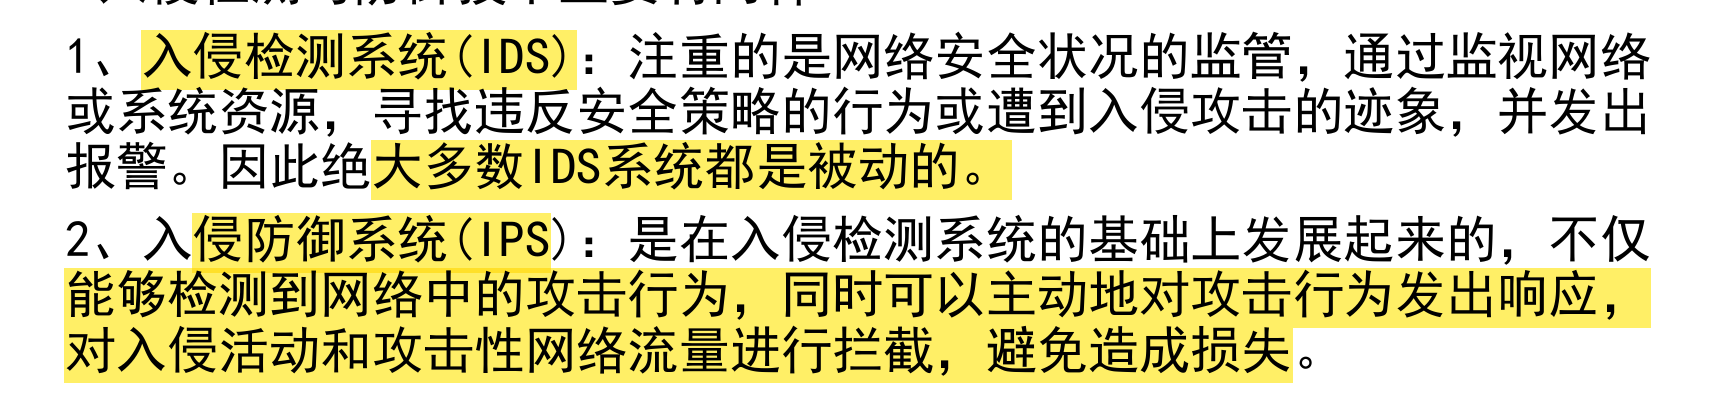 1、入侵检测系统(IDS)：注重的是网络安全状况的监管，通过监视网络
或系统资源，寻找违反安全策略的行为或遭到入侵攻击的迹象，并发出
报警。因此绝大多数IDS系统都是被动的。
2、入侵防御系统(IPS)：是在入侵检测系统的基础上发展起来的，不仅
能够检测到网络中的攻击行为，同时可以主动地对攻击行为发出响应，
对入侵活动和攻击性网络流量进行拦截，避免造成损失。